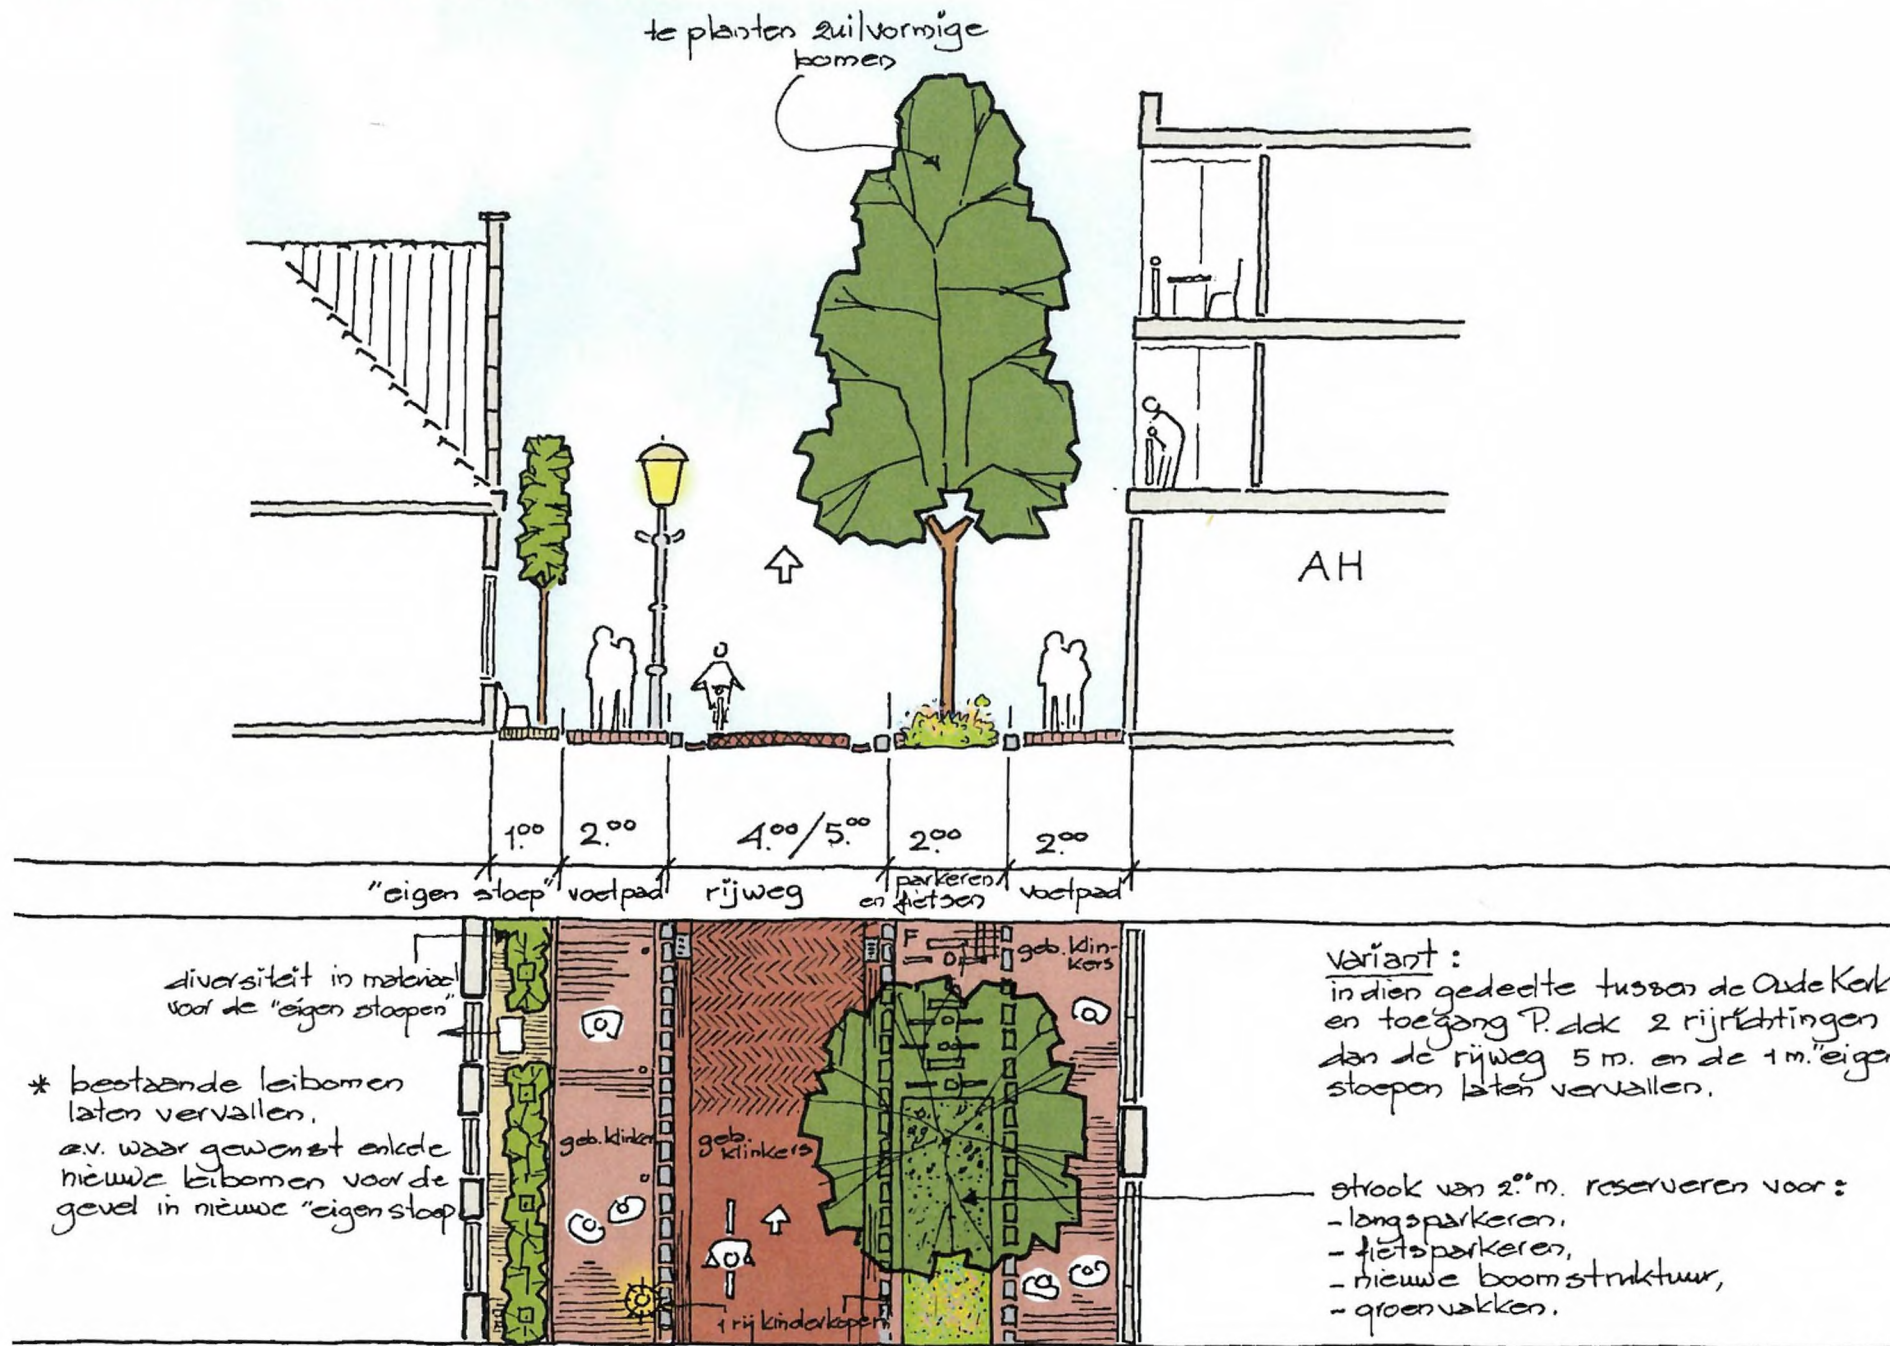 te planten zuilvormige
bomen
AH
1.00 2.00 4.00/5.00 2.00 2.00
"eigen stoep" voetpad rijweg parkeren en fietsen voetpad
diversiteit in materiaal
voor de "eigen stoepen"
* bestaande leibomen
laten vervallen.
e.v. waar gewenst enkele
nieuwe leibomen voor de
gevel in nieuwe "eigen stoep
geb. klinker
geb.
klinkers
F
geb. klin-
kers
1 rij kinderkopen
variant :
indien gedeelte tussen de Oude Kerk
en toegang P. dek 2 rijrichtingen
dan de rijweg 5 m. en de 1 m. "eigen
stoepen laten vervallen.
strook van 2.00 m. reserveren voor :
- langsparkeren,
- fietsparkeren,
- nieuwe boomstruktuur,
- groenvakken.